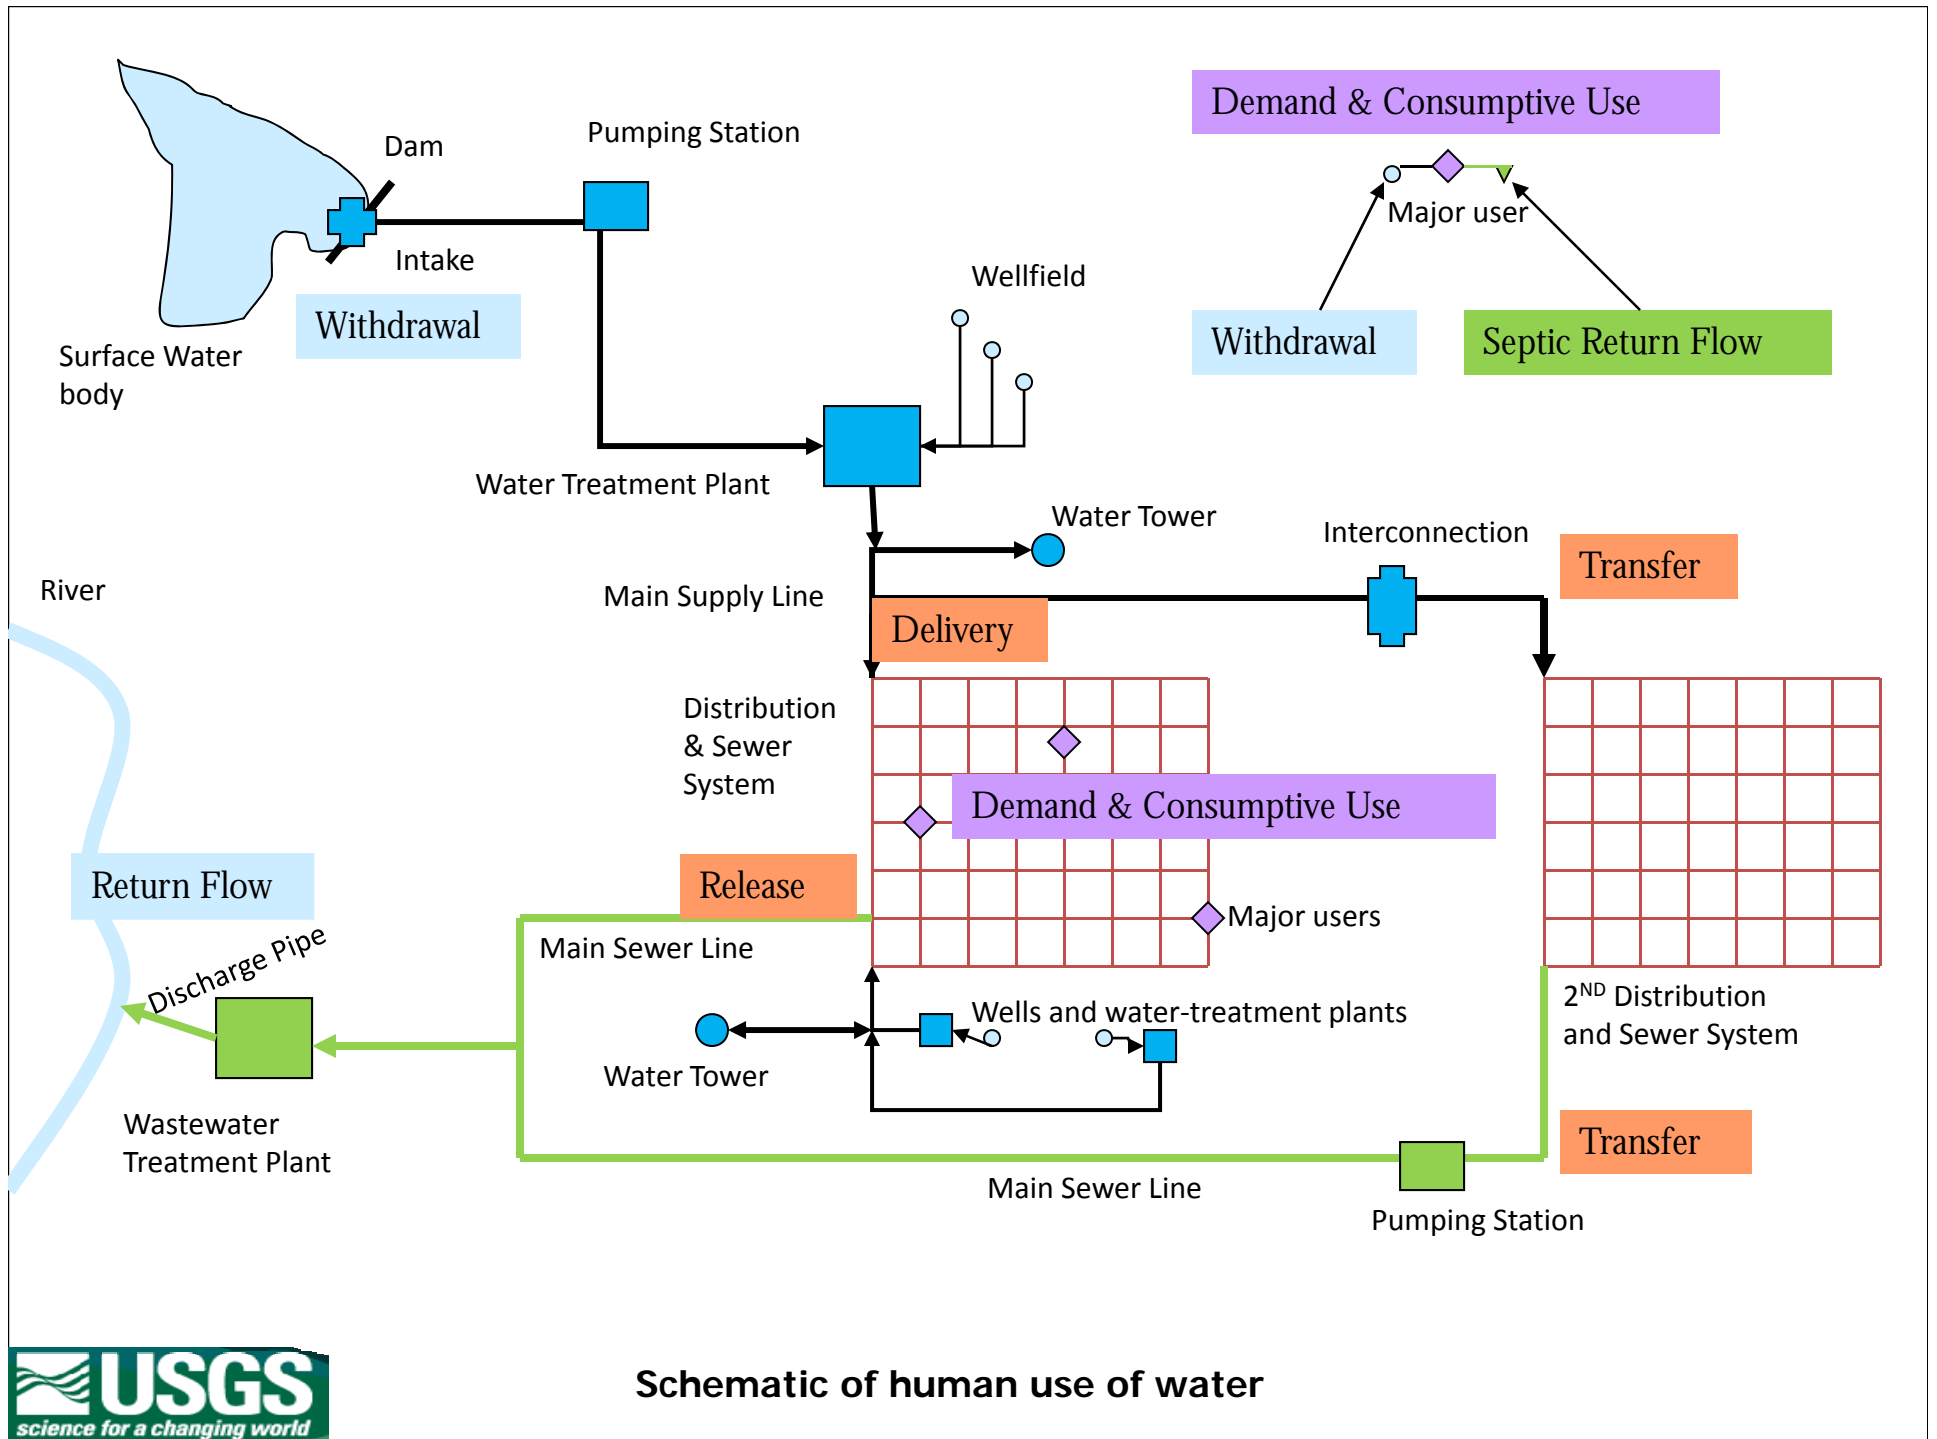 Demand & Consumptive Use
Pumping Station
Dam
Major user
Intake
Wellfield
Withdrawal
Withdrawal
Septic Return Flow
Surface Water
body
Water Treatment Plant
Water Tower
Interconnection
Transfer
River
Main Supply Line
Delivery
Distribution
& Sewer
System
Demand & Consumptive Use
Return Flow
Release
Major users
Main Sewer Line
Discharge Pipe
2ND Distribution
and Sewer System
Wells and water-treatment plants
Water Tower
Wastewater
Treatment Plant
Transfer
Main Sewer Line
Pumping Station
USGS
science for a changing world
Schematic of human use of water